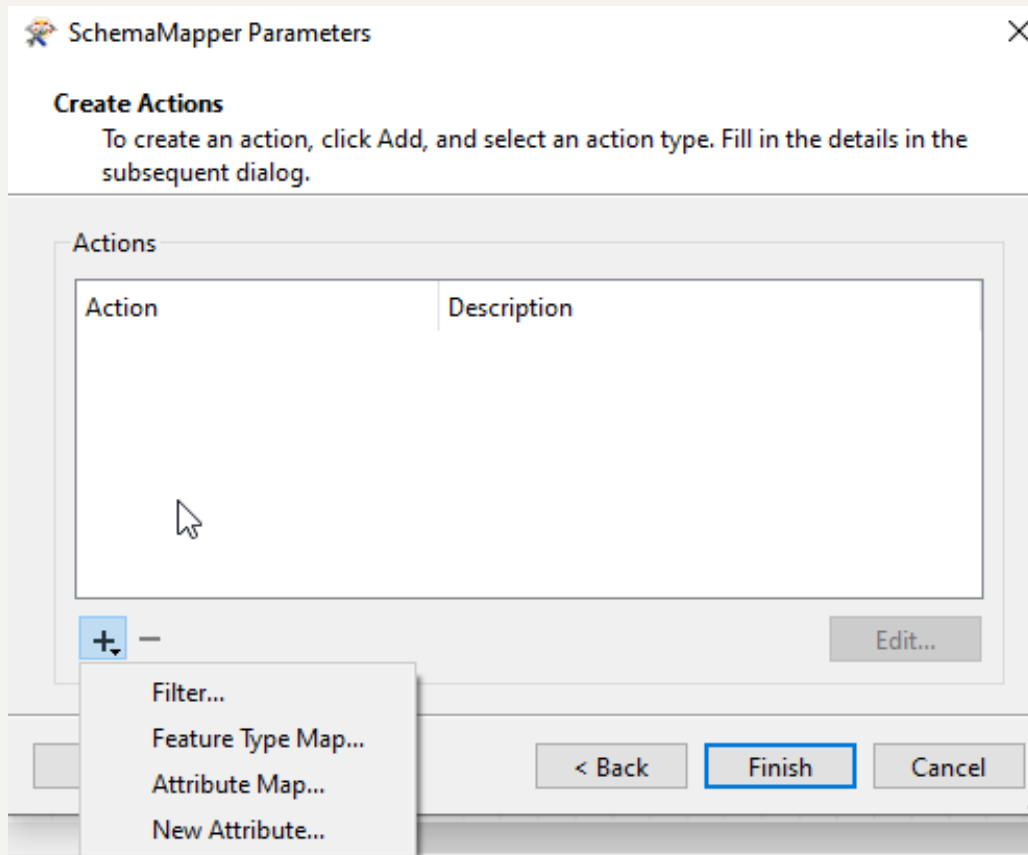 SchemaMapper Parameters
Create Actions
To create an action, click Add, and select an action type. Fill in the details in the
subsequent dialog.
Actions
Action Description
Edit...
Filter...
Feature Type Map...
Attribute Map...
New Attribute...
< Back Finish Cancel